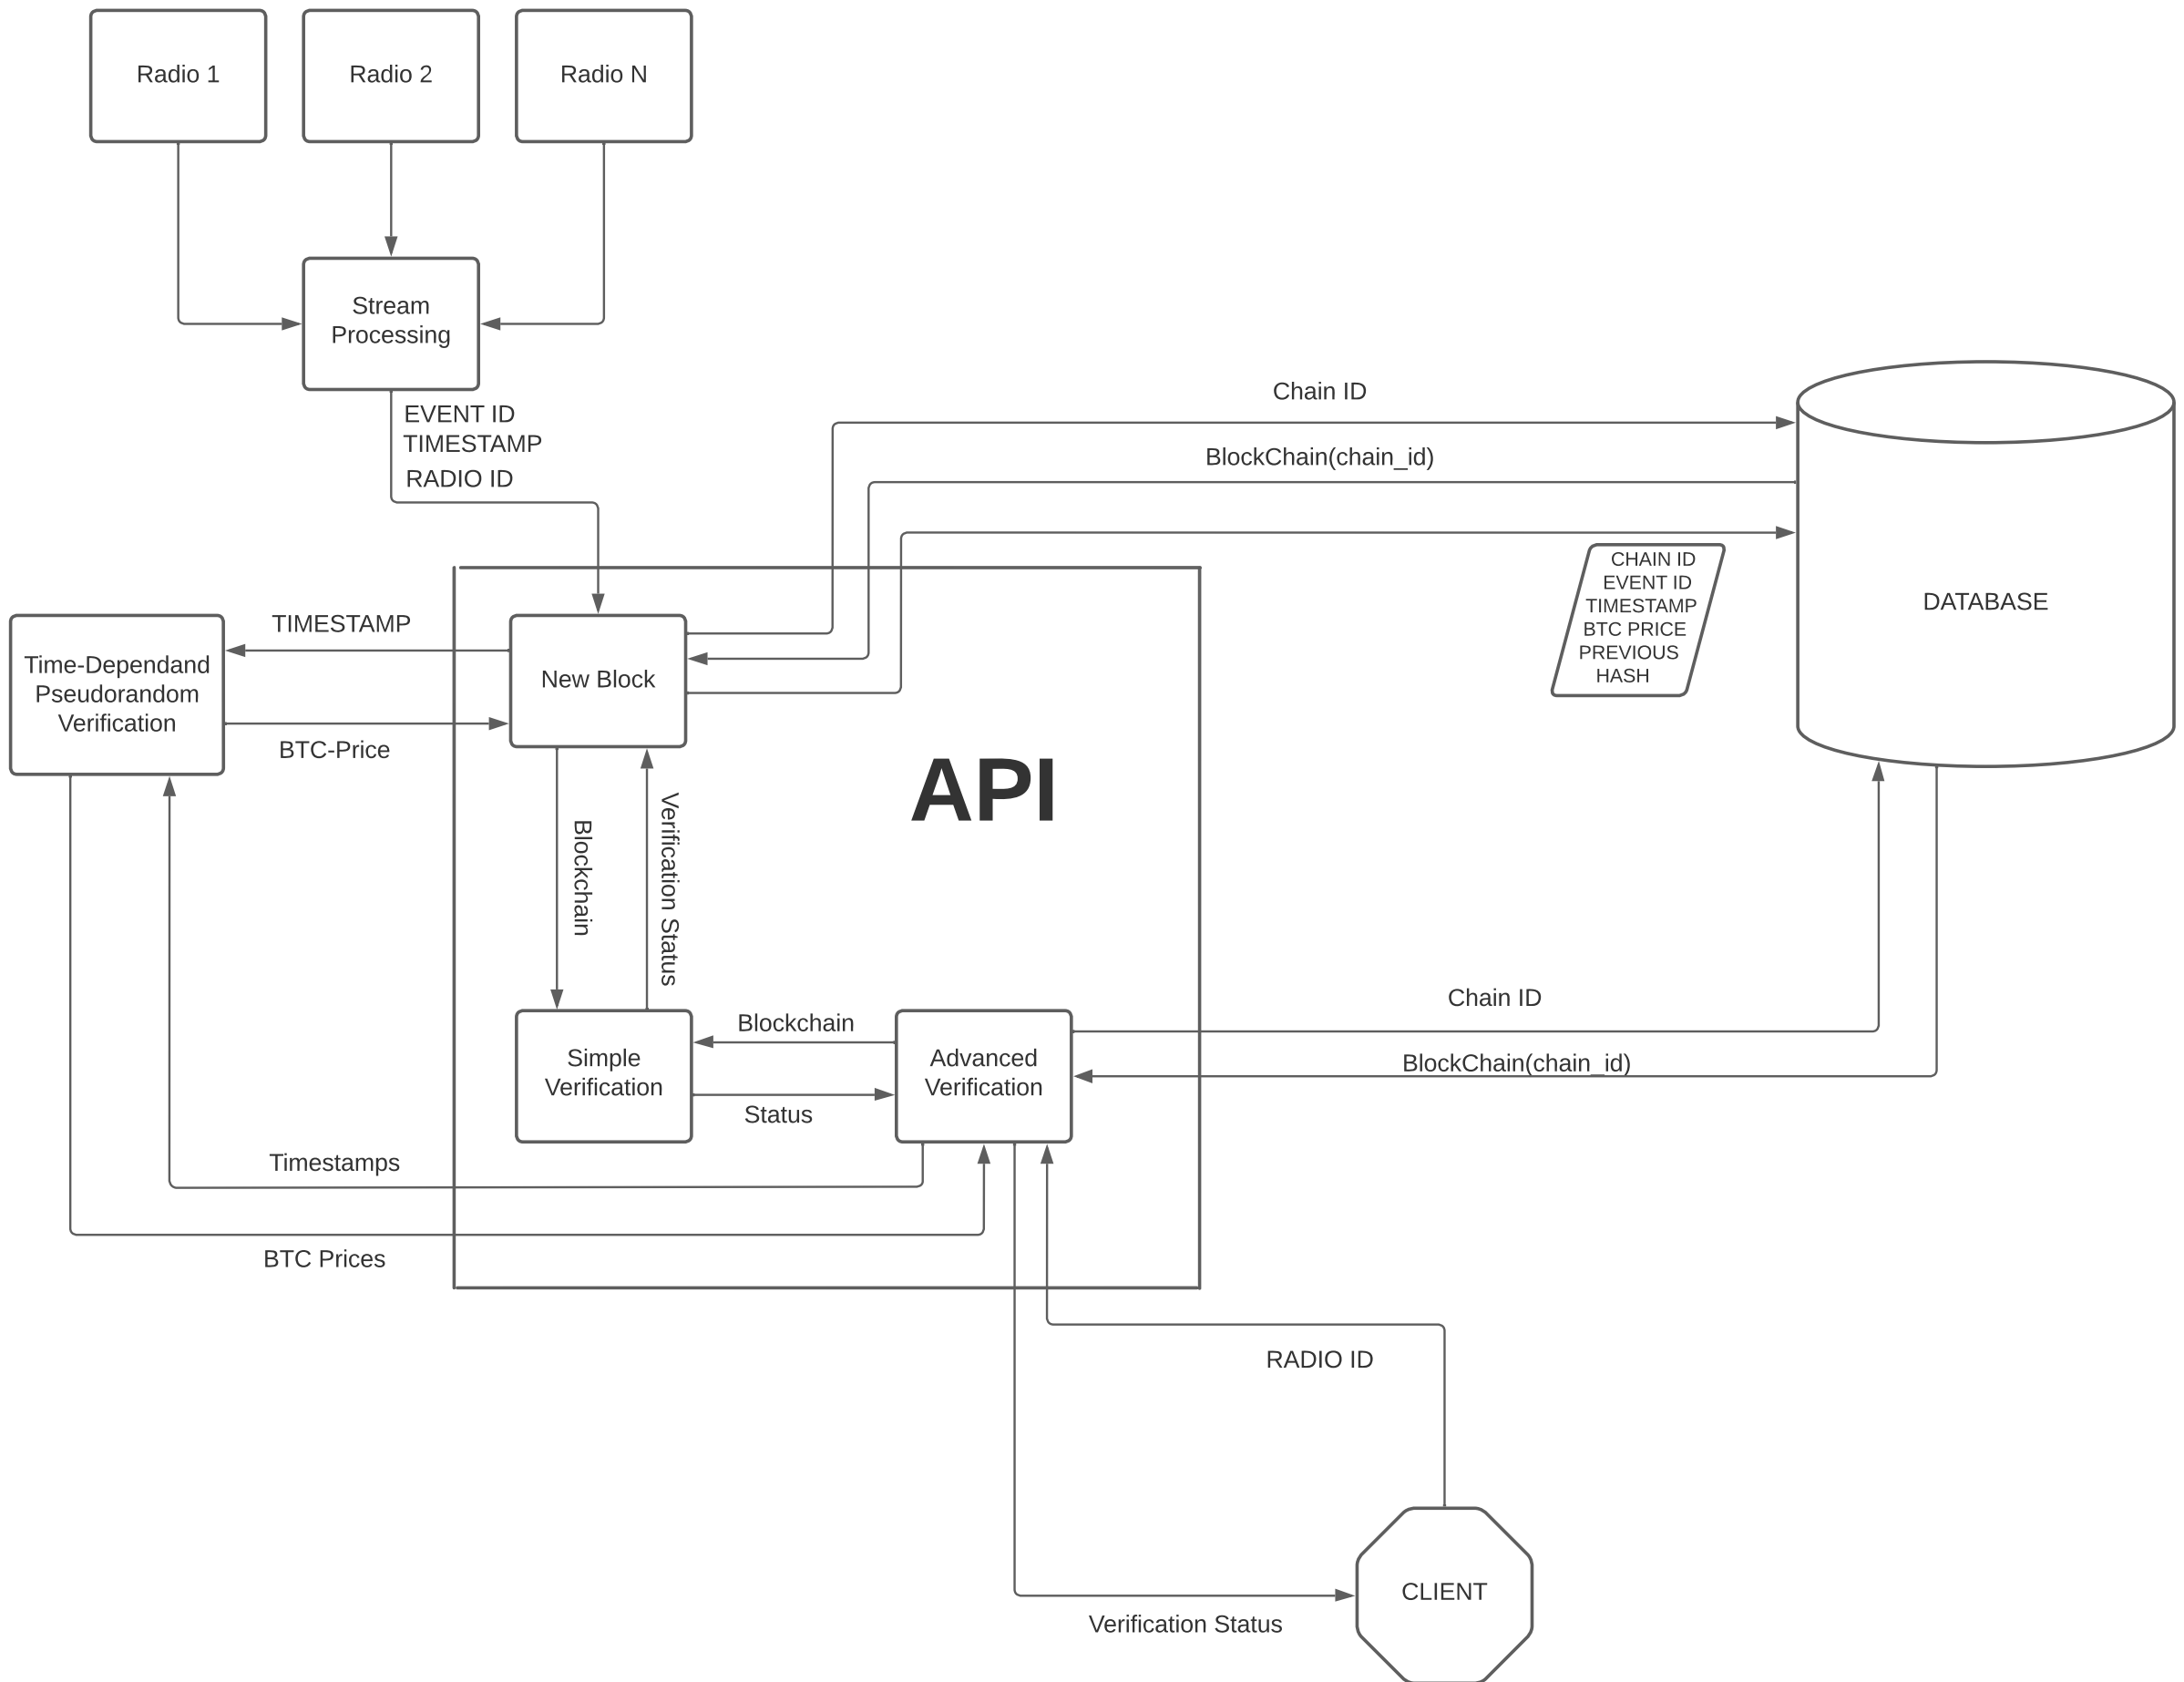 Radio 1
Radio 2
Radio N
Stream
Processing
EVENT ID
TIMESTAMP
RADIO ID
Chain ID
BlockChain(chain_id)
CHAIN ID
EVENT ID
TIMESTAMP
BTC PRICE
PREVIOUS
HASH
DATABASE
TIMESTAMP
Time-Dependand
Pseudorandom
Verification
BTC-Price
New Block
API
Blockchain
Verification Status
Simple
Verification
Blockchain
Status
Advanced
Verification
Chain ID
BlockChain(chain_id)
Timestamps
BTC Prices
RADIO ID
CLIENT
Verification Status